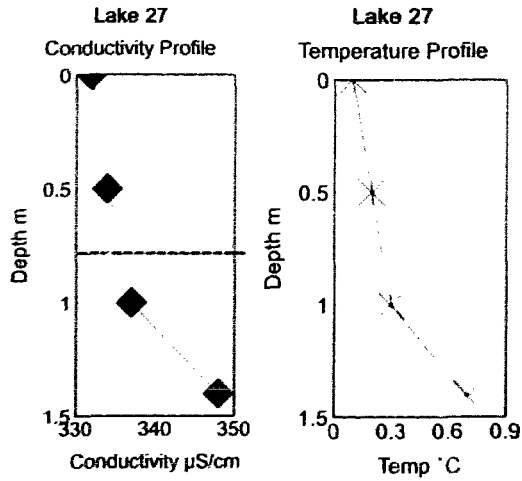 Lake 27
Conductivity Profile
0
0.5
1
1.5
Depth m
330
340
350
Conductivity µS/cm
Lake 27
Temperature Profile
0
0.5
1
1.5
Depth m
0
0.3
0.6
0.9
Temp °C